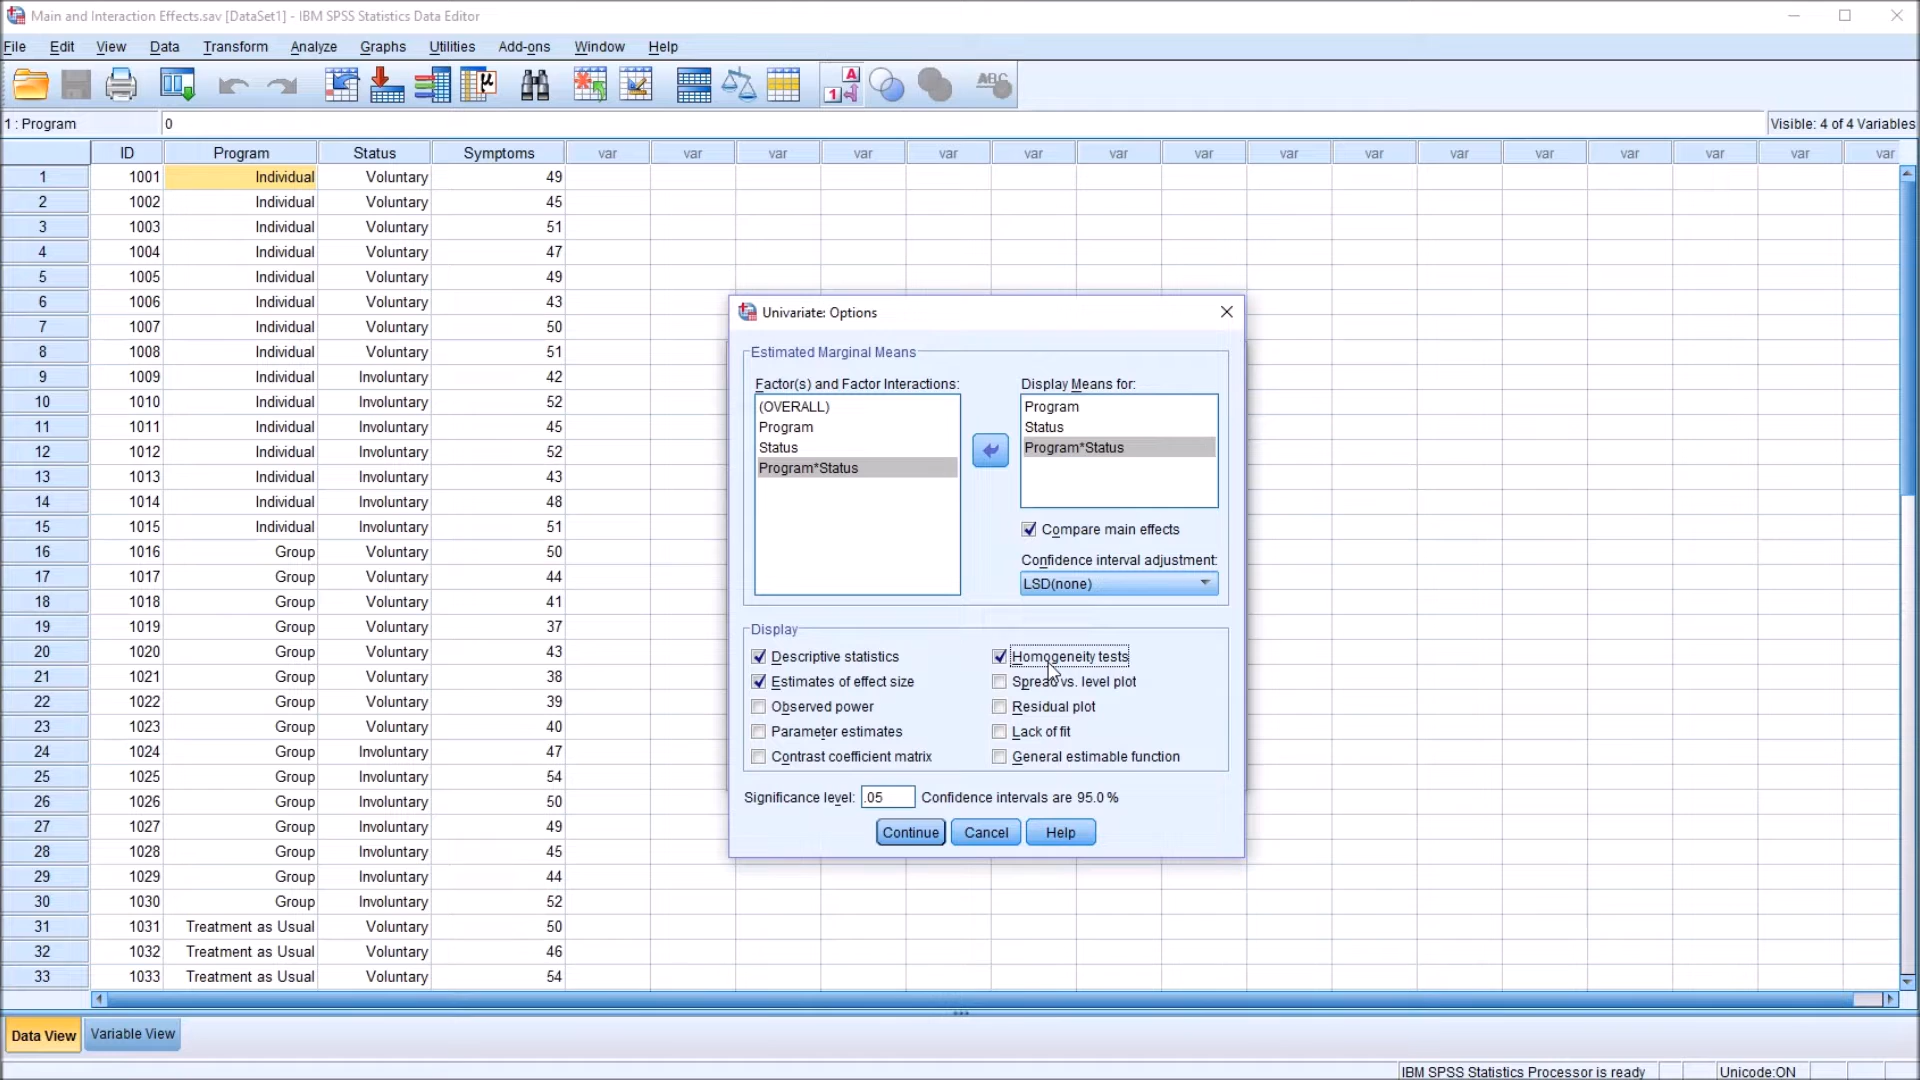 Main and Interaction Effects.sav [DataSet1] - IBM SPSS Statistics Data Editor
File Edit View Data Transform Analyze Graphs Utilities Add-ons Window Help
1 : Program 0 Visible: 4 of 4 Variables
ID Program Status Symptoms var var var var var var var var var var var var var var var var
1 1001 Individual Voluntary 49
2 1002 Individual Voluntary 45
3 1003 Individual Voluntary 51
4 1004 Individual Voluntary 47
5 1005 Individual Voluntary 49
6 1006 Individual Voluntary 43
7 1007 Individual Voluntary 50
8 1008 Individual Voluntary 51
9 1009 Individual Involuntary 42
10 1010 Individual Involuntary 52
11 1011 Individual Involuntary 45
12 1012 Individual Involuntary 52
13 1013 Individual Involuntary 43
14 1014 Individual Involuntary 48
15 1015 Individual Involuntary 51
16 1016 Group Voluntary 50
17 1017 Group Voluntary 44
18 1018 Group Voluntary 41
19 1019 Group Voluntary 37
20 1020 Group Voluntary 43
21 1021 Group Voluntary 38
22 1022 Group Voluntary 39
23 1023 Group Voluntary 40
24 1024 Group Involuntary 47
25 1025 Group Involuntary 54
26 1026 Group Involuntary 50
27 1027 Group Involuntary 49
28 1028 Group Involuntary 45
29 1029 Group Involuntary 44
30 1030 Group Involuntary 52
31 1031 Treatment as Usual Voluntary 50
32 1032 Treatment as Usual Voluntary 46
33 1033 Treatment as Usual Voluntary 54
Univariate: Options
Estimated Marginal Means
Factor(s) and Factor Interactions:
(OVERALL)
Program
Status
Program*Status
Display Means for:
Program
Status
Program*Status
Compare main effects
Confidence interval adjustment:
LSD(none)
Display
Descriptive statistics Homogeneity tests
Estimates of effect size Spread vs. level plot
Observed power Residual plot
Parameter estimates Lack of fit
Contrast coefficient matrix General estimable function
Significance level: .05 Confidence intervals are 95.0 %
Continue Cancel Help
Data View Variable View
IBM SPSS Statistics Processor is ready Unicode:ON